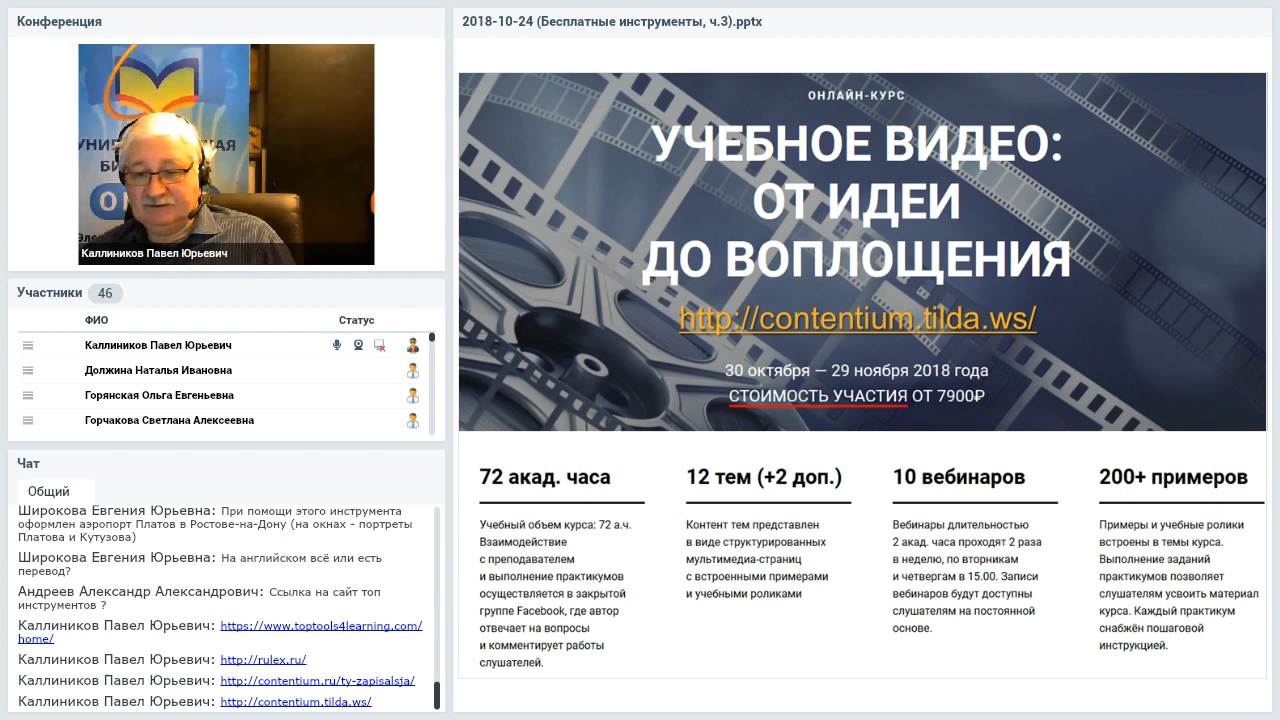 Конференция
УНИ
АЯ
БИ
О
Эле
Каллиников Павел Юрьевич
Участники 46
ФИО Статус
Каллиников Павел Юрьевич
Должина Наталья Ивановна
Горянская Ольга Евгеньевна
Горчакова Светлана Алексеевна
Чат
Общий
Широкова Евгения Юрьевна: При помощи этого инструмента
оформлен аэропорт Платов в Ростове-на-Дону (на окнах - портреты
Платова и Кутузова)
Широкова Евгения Юрьевна: На английском всё или есть
перевод?
Андреев Александр Александрович: Ссылка на сайт топ
инструментов ?
Каллиников Павел Юрьевич: https://www.toptools4learning.com/
home/
Каллиников Павел Юрьевич: http://rulex.ru/
Каллиников Павел Юрьевич: http://contentium.ru/ty-zapisalsja/
Каллиников Павел Юрьевич: http://contentium.tilda.ws/
2018-10-24 (Бесплатные инструменты, ч.3).pptx
ОНЛАЙН-КУРС
УЧЕБНОЕ ВИДЕО:
ОТ ИДЕИ
ДО ВОПЛОЩЕНИЯ
http://contentium.tilda.ws/
30 октября — 29 ноября 2018 года
СТОИМОСТЬ УЧАСТИЯ ОТ 7900₽
72 акад. часа
Учебный объем курса: 72 а.ч.
Взаимодействие
с преподавателем
и выполнение практикумов
осуществляется в закрытой
группе Facebook, где автор
отвечает на вопросы
и комментирует работы
слушателей.
12 тем (+2 доп.)
Контент тем представлен
в виде структурированных
мультимедиа-страниц
с встроенными примерами
и учебными роликами
10 вебинаров
Вебинары длительностью
2 акад. часа проходят 2 раза
в неделю, по вторникам
и четвергам в 15.00. Записи
вебинаров будут доступны
слушателям на постоянной
основе.
200+ примеров
Примеры и учебные ролики
встроены в темы курса.
Выполнение заданий
практикумов позволяет
слушателям усвоить материал
курса. Каждый практикум
снабжён пошаговой
инструкцией.